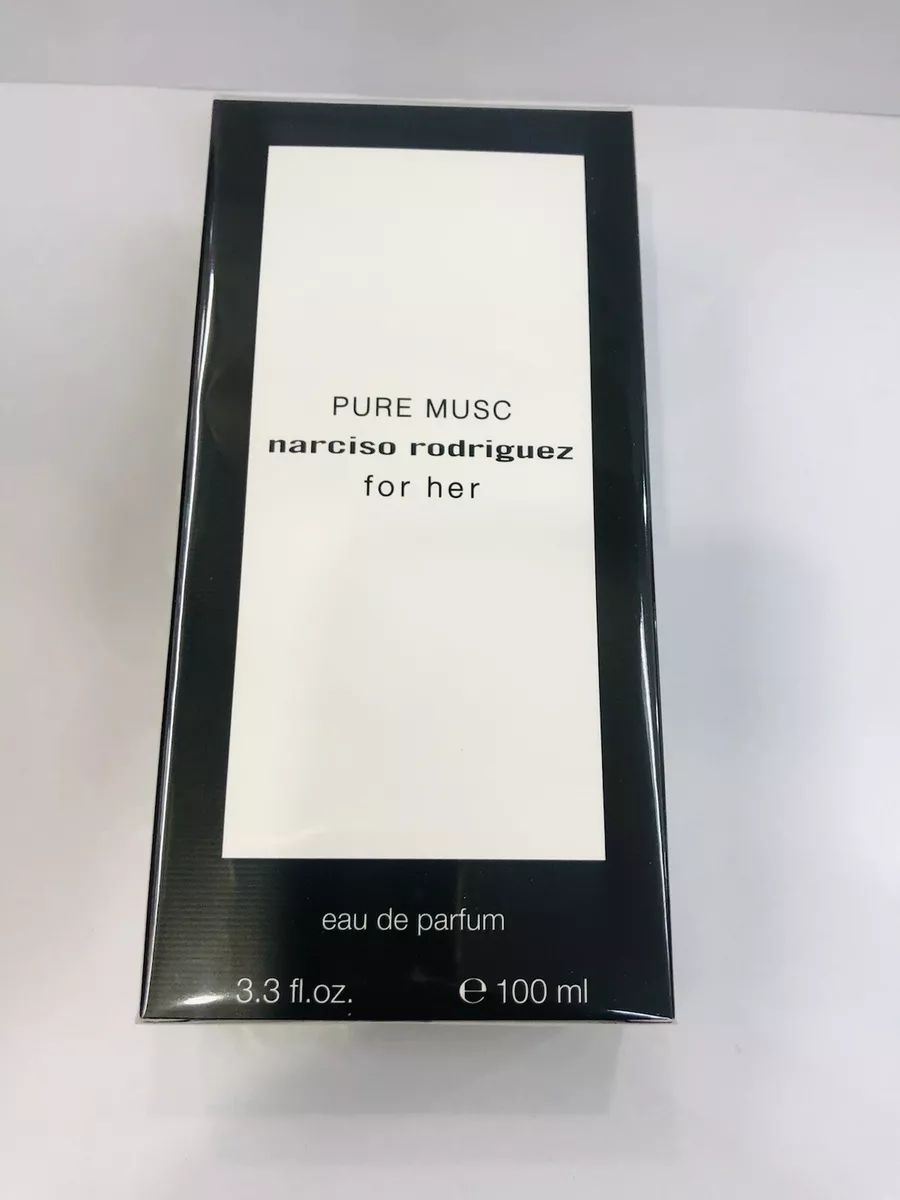 PURE MUSC
narciso rodriguez
for her
eau de parfum
3.3 fl.oz. ℮ 100 ml